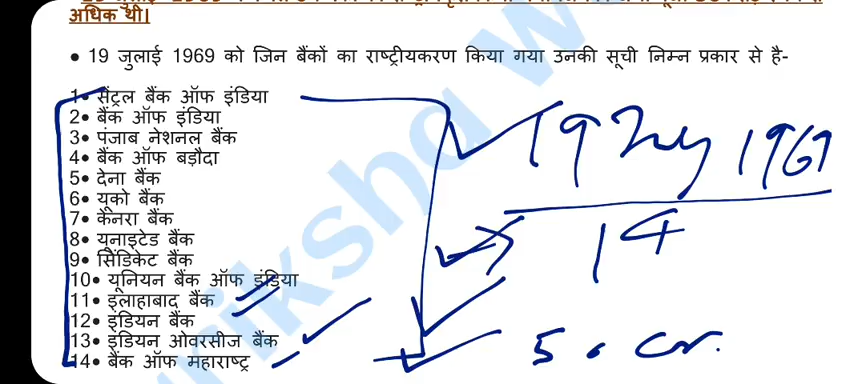 अधिक थी।
● 19 जुलाई 1969 को जिन बैंकों का राष्ट्रीयकरण किया गया उनकी सूची निम्न प्रकार से है-
1● सेंट्रल बैंक ऑफ इंडिया
2● बैंक ऑफ इंडिया
3● पंजाब नेशनल बैंक
4● बैंक ऑफ बड़ौदा
5● देना बैंक
6● यूको बैंक
7● केनरा बैंक
8● यूनाइटेड बैंक
9● सिंडिकेट बैंक
10● यूनियन बैंक ऑफ इंडिया
11● इलाहाबाद बैंक
12● इंडियन बैंक
13● इंडियन ओवरसीज बैंक
14● बैंक ऑफ महाराष्ट्र
19 July 1969
14
50 cr.